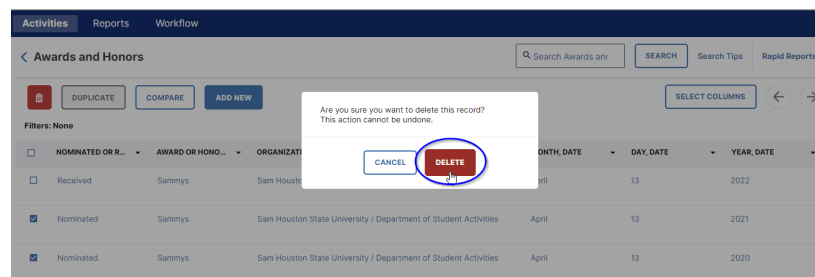 Activities Reports Workflow
Awards and Honors Search Awards anc SEARCH Search Tips Rapid Reports
DUPLICATE COMPARE ADD NEW SELECT COLUMNS
Are you sure you want to delete this record?
This action cannot be undone.
CANCEL DELETE
Filters: None
NOMINATED OR R... AWARD OR HONO... ORGANIZATI ONTH, DATE DAY, DATE YEAR, DATE
Received Sammys Sam Housto pril 13 2022
Nominated Sammys Sam Houston State University / Department of Student Activities April 13 2021
Nominated Sammys Sam Houston State University / Department of Student Activities April 13 2020